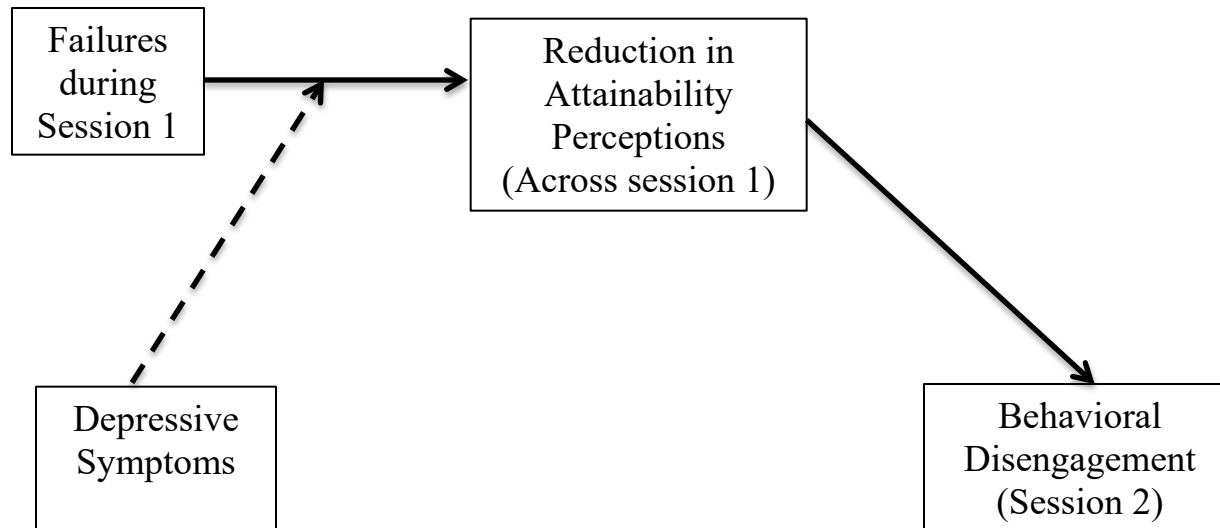 Failures
during
Session 1
Reduction in
Attainability
Perceptions
(Across session 1)
Depressive
Symptoms
Behavioral
Disengagement
(Session 2)